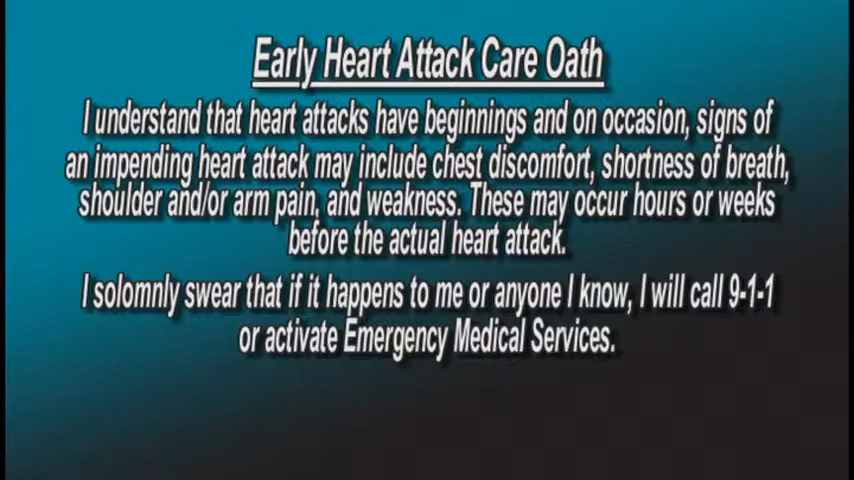 Early Heart Attack Care Oath
I understand that heart attacks have beginnings and on occasion, signs of
an impending heart attack may include chest discomfort, shortness of breath,
shoulder and/or arm pain, and weakness. These may occur hours or weeks
before the actual heart attack.
I solomnly swear that if it happens to me or anyone I know, I will call 9-1-1
or activate Emergency Medical Services.